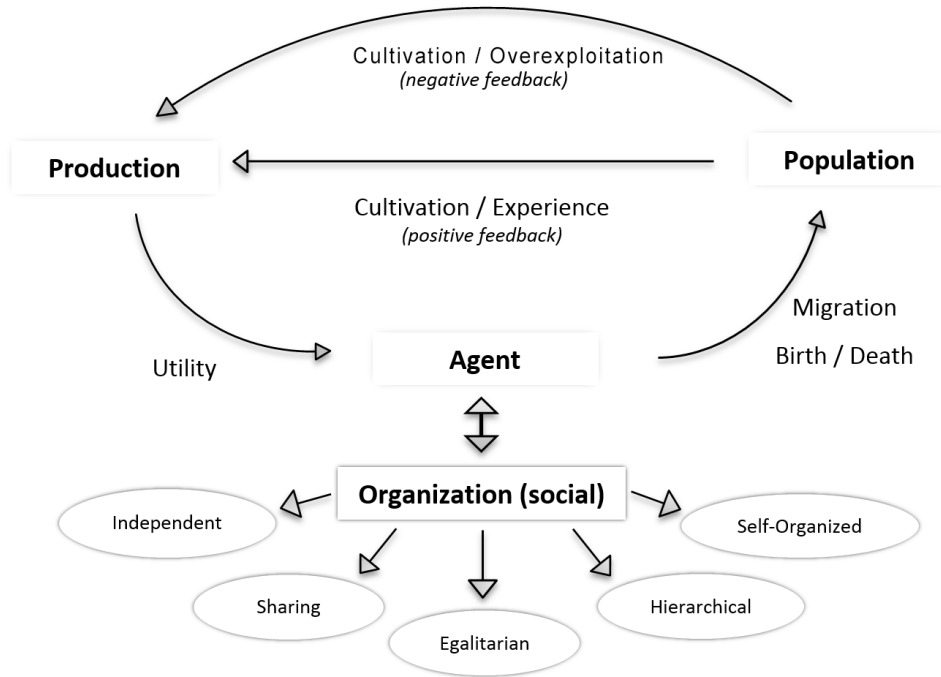 Cultivation / Overexploitation
(negative feedback)
Production
Population
Cultivation / Experience
(positive feedback)
Migration
Birth / Death
Utility
Agent
Organization (social)
Independent
Self-Organized
Sharing
Hierarchical
Egalitarian